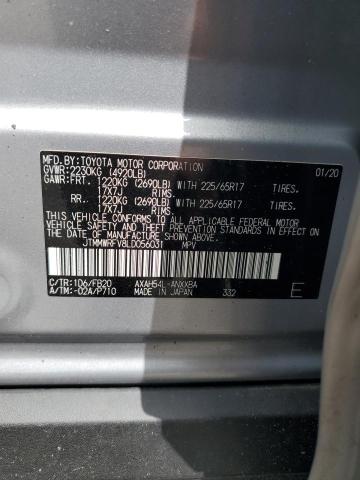 MFD.BY:TOYOTA MOTOR CORPORATION 01/20
GVWR:2230KG (4920LB)
GAWR:FRT. 1220KG (2690LB) WITH 225/65R17 TIRES.
17X7J RIMS.
RR. 1220KG (2690LB) WITH 225/65R17 TIRES.
17X7J RIMS.
THIS VEHICLE CONFORMS TO ALL APPLICABLE FEDERAL MOTOR
VEHICLE SAFETY STANDARDS IN EFFECT ON THE DATE OF
MANUFACTURE SHOWN ABOVE.
JTMMWRFV8LD056031 MPV
C/TR:1D6/FB20 AXAH54L-ANXXBA
A/TM:-02A/P710 MADE IN JAPAN 332 E